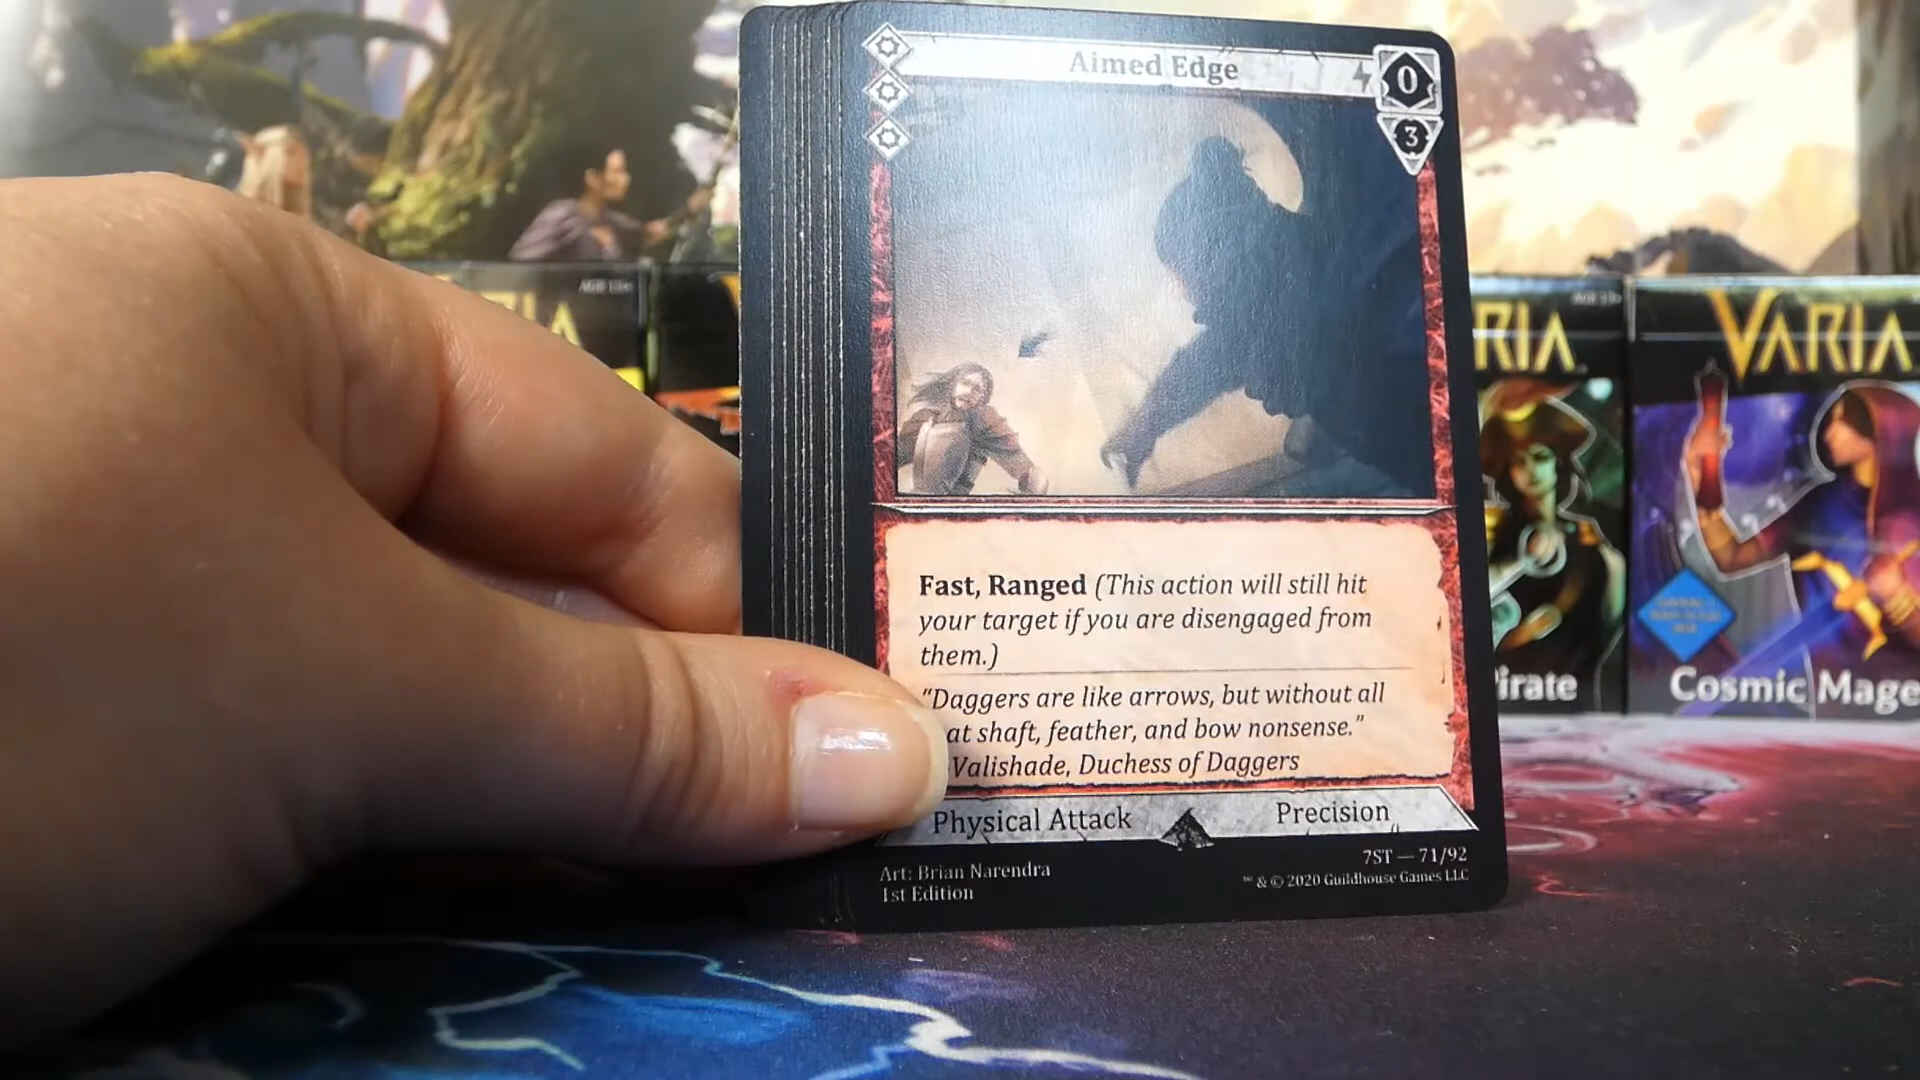 Aimed Edge
0
3
Fast, Ranged (This action will still hit
your target if you are disengaged from
them.)
"Daggers are like arrows, but without all
at shaft, feather, and bow nonsense."
Valishade, Duchess of Daggers
Physical Attack
Precision
Art: Brian Narendra
1st Edition
7ST — 71/92
™ & © 2020 Guildhouse Games LLC
IA
RIA
irate
VARIA
Cosmic Mage